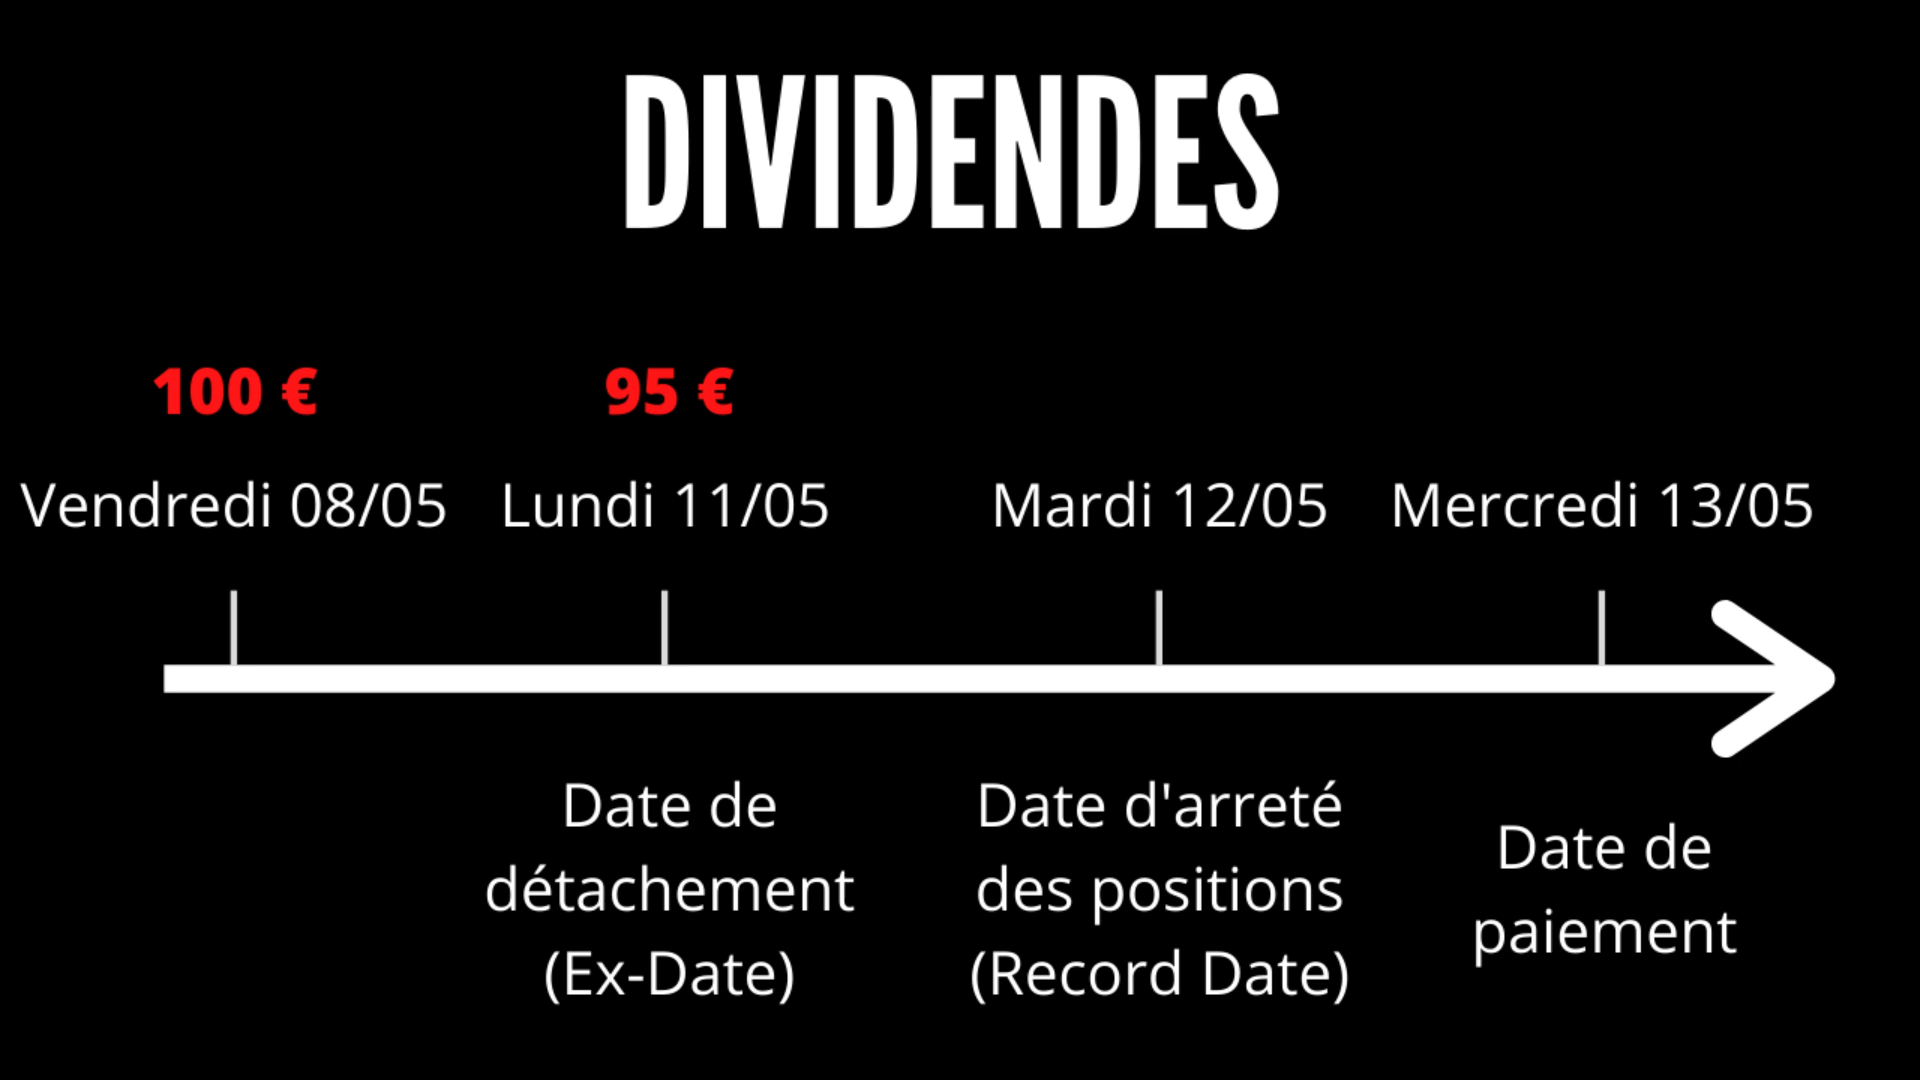 DIVIDENDES
100 €
95 €
Vendredi 08/05
Lundi 11/05
Mardi 12/05
Mercredi 13/05
Date de
détachement
(Ex-Date)
Date d'arreté
des positions
(Record Date)
Date de
paiement